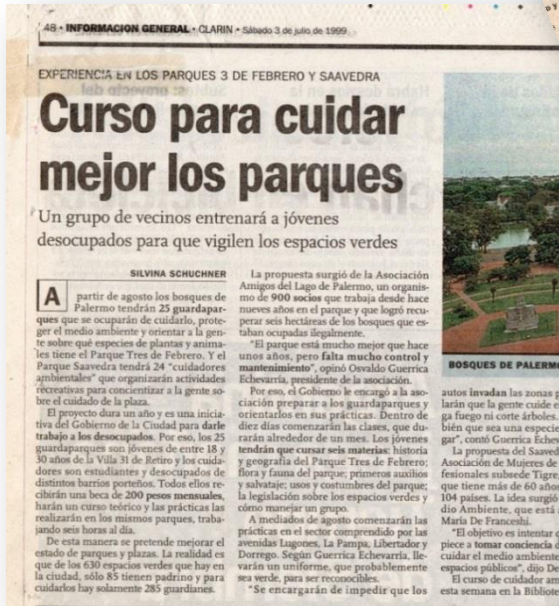 48 • INFORMACION GENERAL • CLARIN • Sábado 3 de julio de 1999
EXPERIENCIA EN LOS PARQUES 3 DE FEBRERO Y SAAVEDRA
Curso para cuidar
mejor los parques
Un grupo de vecinos entrenará a jóvenes
desocupados para que vigilen los espacios verdes
SILVINA SCHUCHNER
A partir de agosto los bosques de
Palermo tendrán 25 guardapar-
ques que se ocuparán de cuidarlo, prote-
ger el medio ambiente y orientar a la gen-
te sobre qué especies de plantas y anima-
les tiene el Parque Tres de Febrero. Y el
Parque Saavedra tendrá 24 "cuidadores
ambientales" que organizarán actividades
recreativas para concientizar a la gente so-
bre el cuidado de la plaza.
El proyecto dura un año y es una inicia-
tiva del Gobierno de la Ciudad para darle
trabajo a los desocupados. Por eso, los 25
guardaparques son jóvenes de entre 18 y
30 años de la Villa 31 de Retiro y los cuida-
dores son estudiantes y desocupados de
distintos barrios porteños. Todos ellos re-
cibirán una beca de 200 pesos mensuales,
harán un curso teórico y las prácticas las
realizarán en los mismos parques, traba-
jando seis horas al día.
De esta manera se pretende mejorar el
estado de parques y plazas. La realidad es
que de los 630 espacios verdes que hay en
la ciudad, sólo 85 tienen padrino y para
cuidarlos hay solamente 285 guardianes.
La propuesta surgió de la Asociación
Amigos del Lago de Palermo, un organis-
mo de 900 socios que trabaja desde hace
nueves años en el parque y que logró recu-
perar seis hectáreas de los bosques que es-
taban ocupadas ilegalmente.
"El parque está mucho mejor que hace
unos años, pero falta mucho control y
mantenimiento", opinó Osvaldo Guerrica
Echevarría, presidente de la asociación.
Por eso, el Gobierno le encargó a la aso-
ciación preparar a los guardaparques y
orientarlos en sus prácticas. Dentro de
diez días comenzarán las clases, que du-
rarán alrededor de un mes. Los jóvenes
tendrán que cursar seis materias: historia
y geografía del Parque Tres de Febrero;
flora y fauna del parque; primeros auxilios
y salvataje; usos y costumbres del parque;
la legislación sobre los espacios verdes y
cómo manejar un grupo.
A mediados de agosto comenzarán las
prácticas en el sector comprendido por las
avenidas Lugones, La Pampa, Libertador y
Dorrego. Según Guerrica Echevarría, lle-
varán un uniforme, que probablemente
sea verde, para ser reconocibles.
"Se encargarán de impedir que los
BOSQUES DE PALERMO
autos invadan las zonas
larán que la gente cuide e
ga fuego ni corte árboles.
bién que sea una especie
gar", contó Guerrica Eche
La propuesta del Saaved
Asociación de Mujeres de
fesionales subsede Tigre,
que tiene más de 60 años
104 países. La idea surgió
dio Ambiente, que está
María De Franceshi.
"El objetivo es intentar
piece a tomar conciencia d
cuidar el medio ambiente
espacios públicos", dijo De
El curso de cuidador am
esta semana en la Bibliot